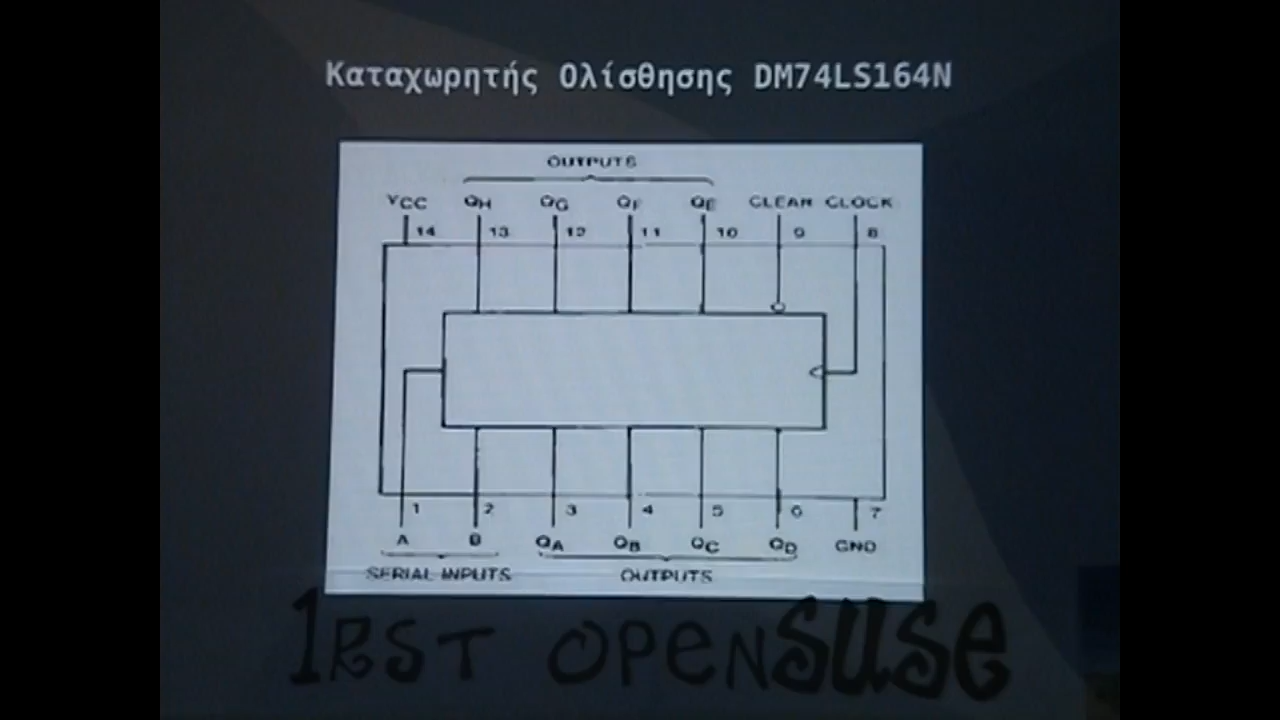 Καταχωρητής Ολίσθησης DM74LS164N
OUTPUTS
VCC QH QG QF QE CLEAR CLOCK
14 13 12 11 10 9 8
1 2 3 4 5 6 7
A B QA QB QC QD GND
SERIAL INPUTS OUTPUTS
1RST OPENSUSE